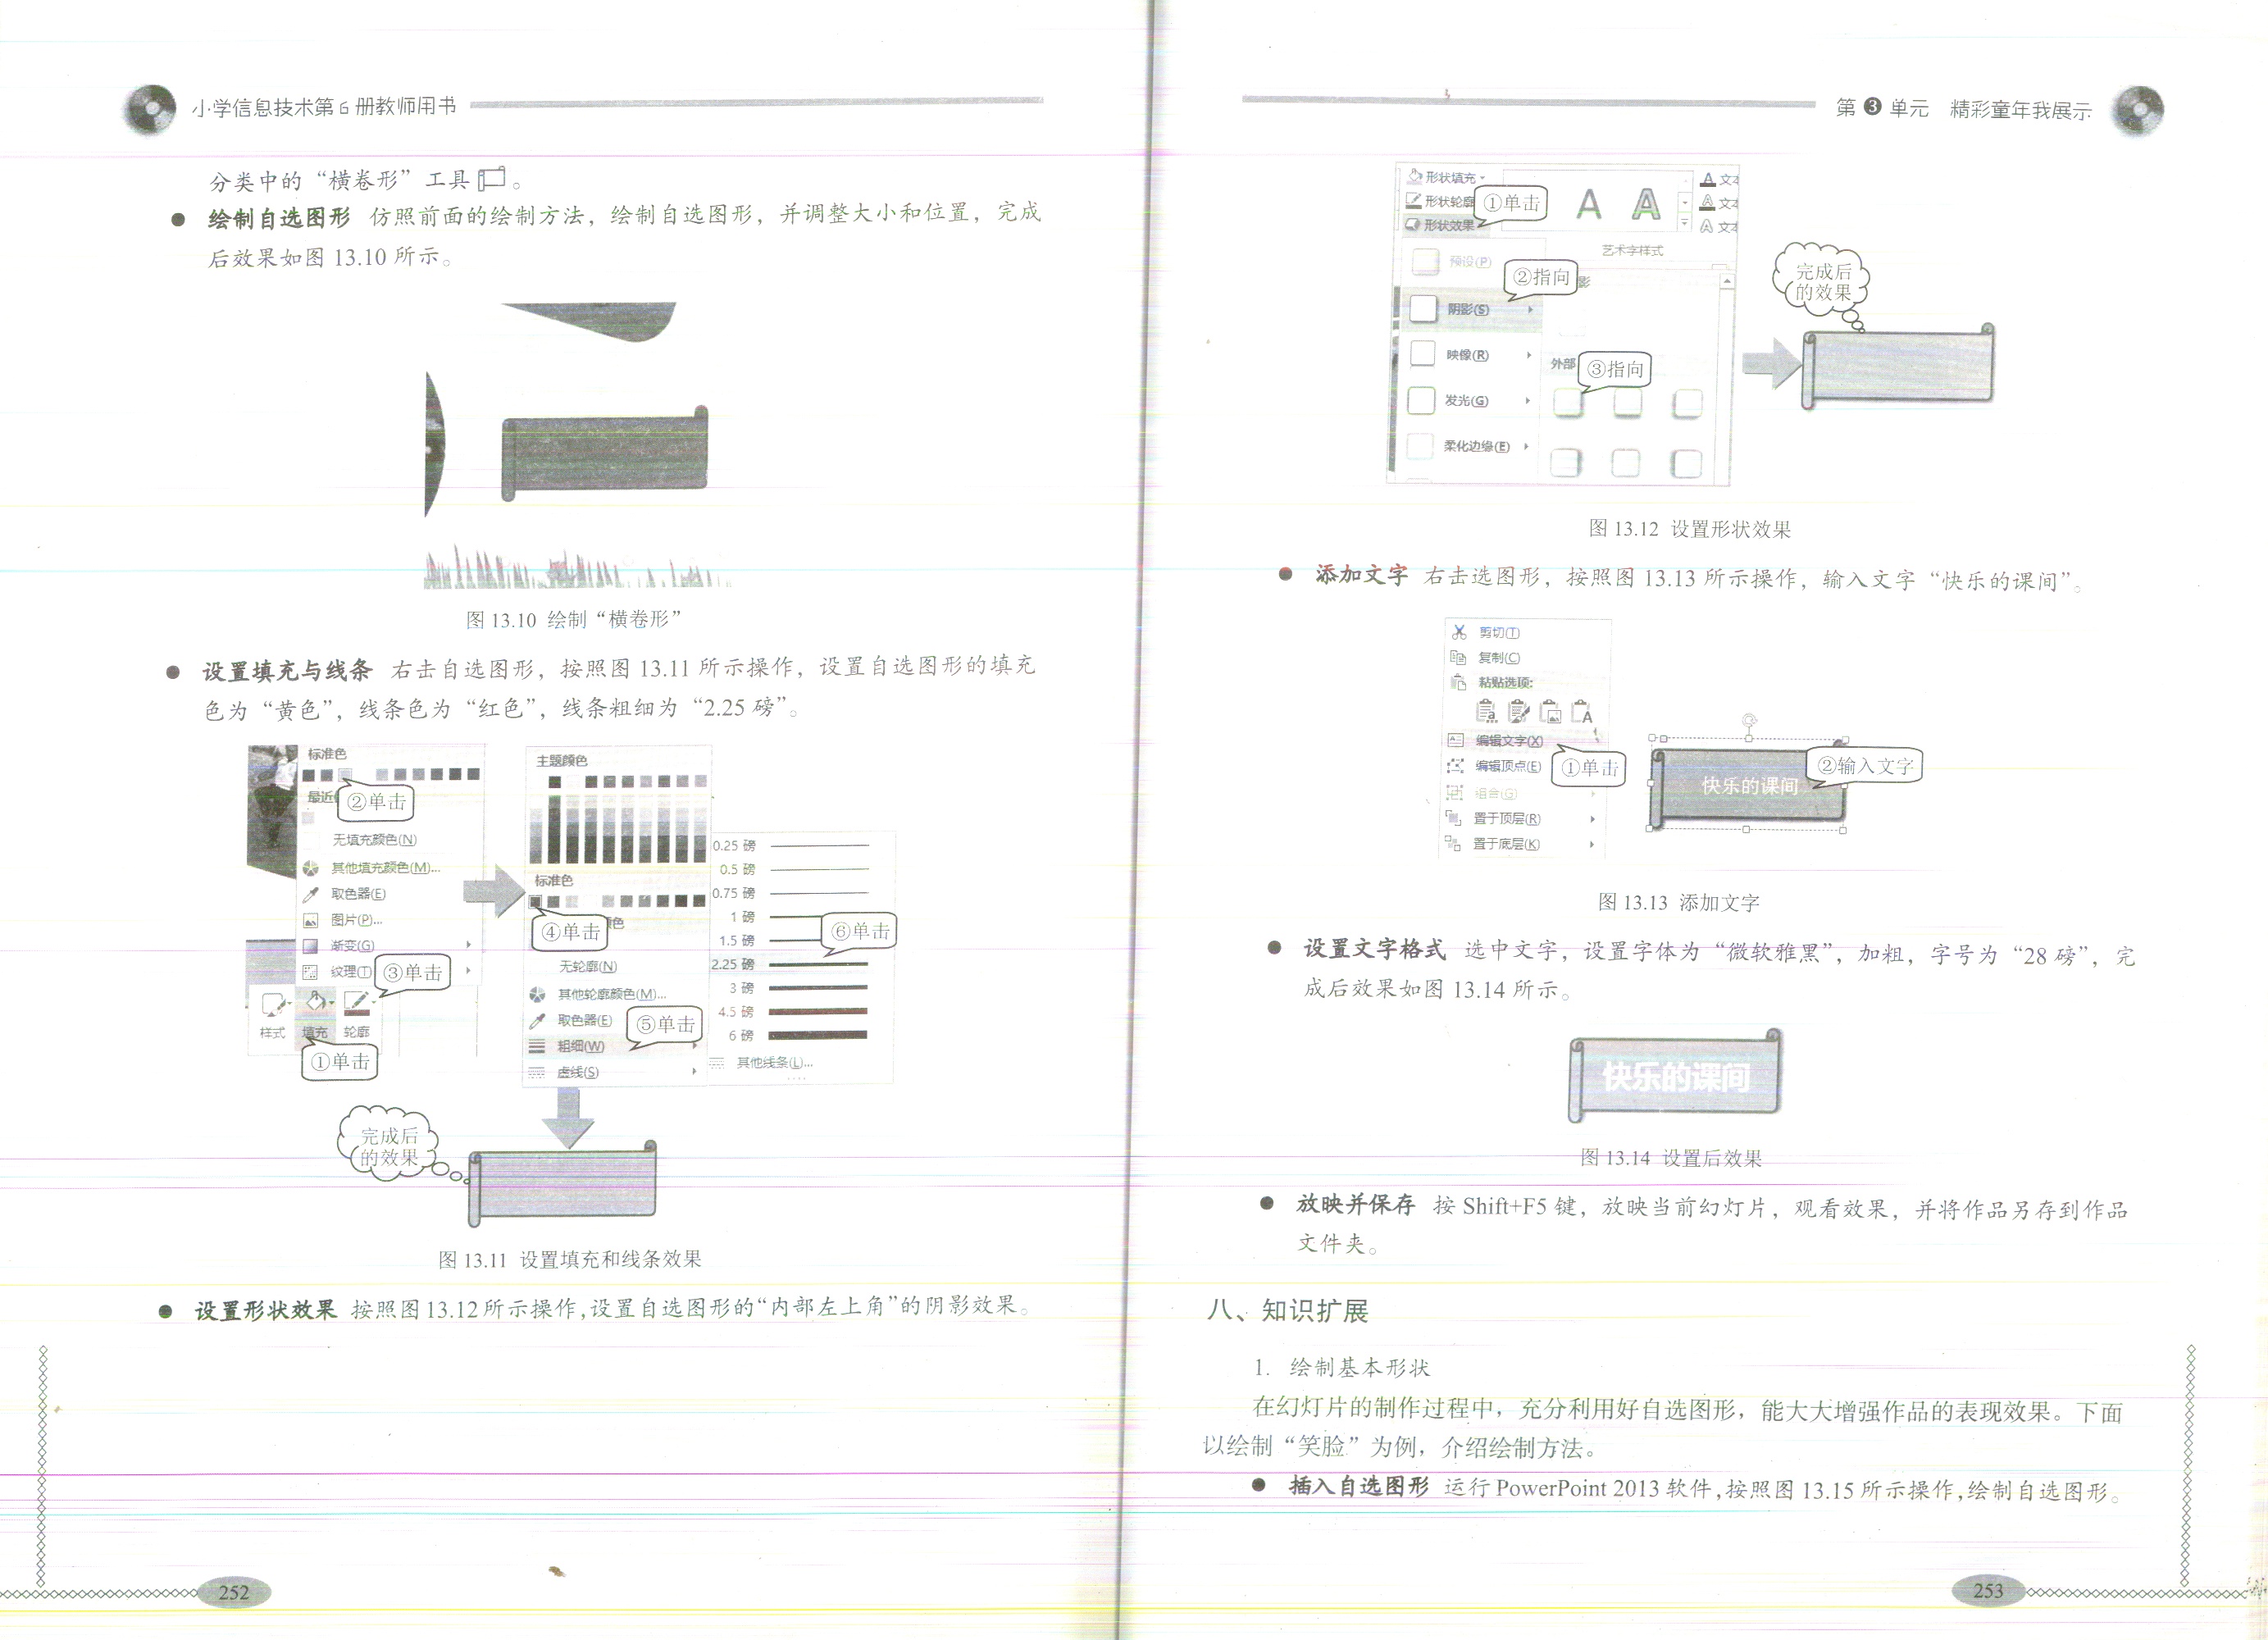 小学信息技术第6册教师用书
分类中的“横卷形”工具。
● 绘制自选图形 仿照前面的绘制方法，绘制自选图形，并调整大小和位置，完成
后效果如图 13.10 所示。
图 13.10 绘制“横卷形”
● 设置填充与线条 右击自选图形，按照图 13.11 所示操作，设置自选图形的填充
色为“黄色”，线条色为“红色”，线条粗细为“2.25 磅”。
标准色
最近
②单击
无填充颜色(N)
其他填充颜色(M)...
取色器(E)
图片(P)...
渐变(G)
纹理(T)
③单击
样式 填充 轮廓
①单击
主题颜色
标准色
④单击
色
无轮廓(N)
其他轮廓颜色(M)...
取色器(E)
⑤单击
粗细(W)
虚线(S)
0.25 磅
0.5 磅
0.75 磅
1 磅
1.5 磅
⑥单击
2.25 磅
3 磅
4.5 磅
6 磅
其他线条(L)...
完成后
的效果
图 13.11 设置填充和线条效果
● 设置形状效果 按照图13.12所示操作，设置自选图形的“内部左上角”的阴影效果。
252
第3单元 精彩童年我展示
形状填充
形状轮廓
形状效果
①单击
A A
A 文本
A 文本
A 文本
艺术字样式
预设(P)
②指向
影
阴影(S)
映像(R)
外部
③指向
发光(G)
柔化边缘(E)
完成后
的效果
图 13.12 设置形状效果
● 添加文字 右击选图形，按照图 13.13 所示操作，输入文字“快乐的课间”。
剪切(T)
复制(C)
粘贴选项:
编辑文字(X)
①单击
编辑顶点(E)
组合(G)
置于顶层(R)
置于底层(K)
快乐的课间
②输入文字
图 13.13 添加文字
● 设置文字格式 选中文字，设置字体为“微软雅黑”，加粗，字号为“28 磅”，完
成后效果如图 13.14 所示。
快乐的课间
图 13.14 设置后效果
● 放映并保存 按 Shift+F5 键，放映当前幻灯片，观看效果，并将作品另存到作品
文件夹。
八、知识扩展
1. 绘制基本形状
在幻灯片的制作过程中，充分利用好自选图形，能大大增强作品的表现效果。下面
以绘制“笑脸”为例，介绍绘制方法。
● 插入自选图形 运行 PowerPoint 2013 软件，按照图 13.15 所示操作，绘制自选图形。
253